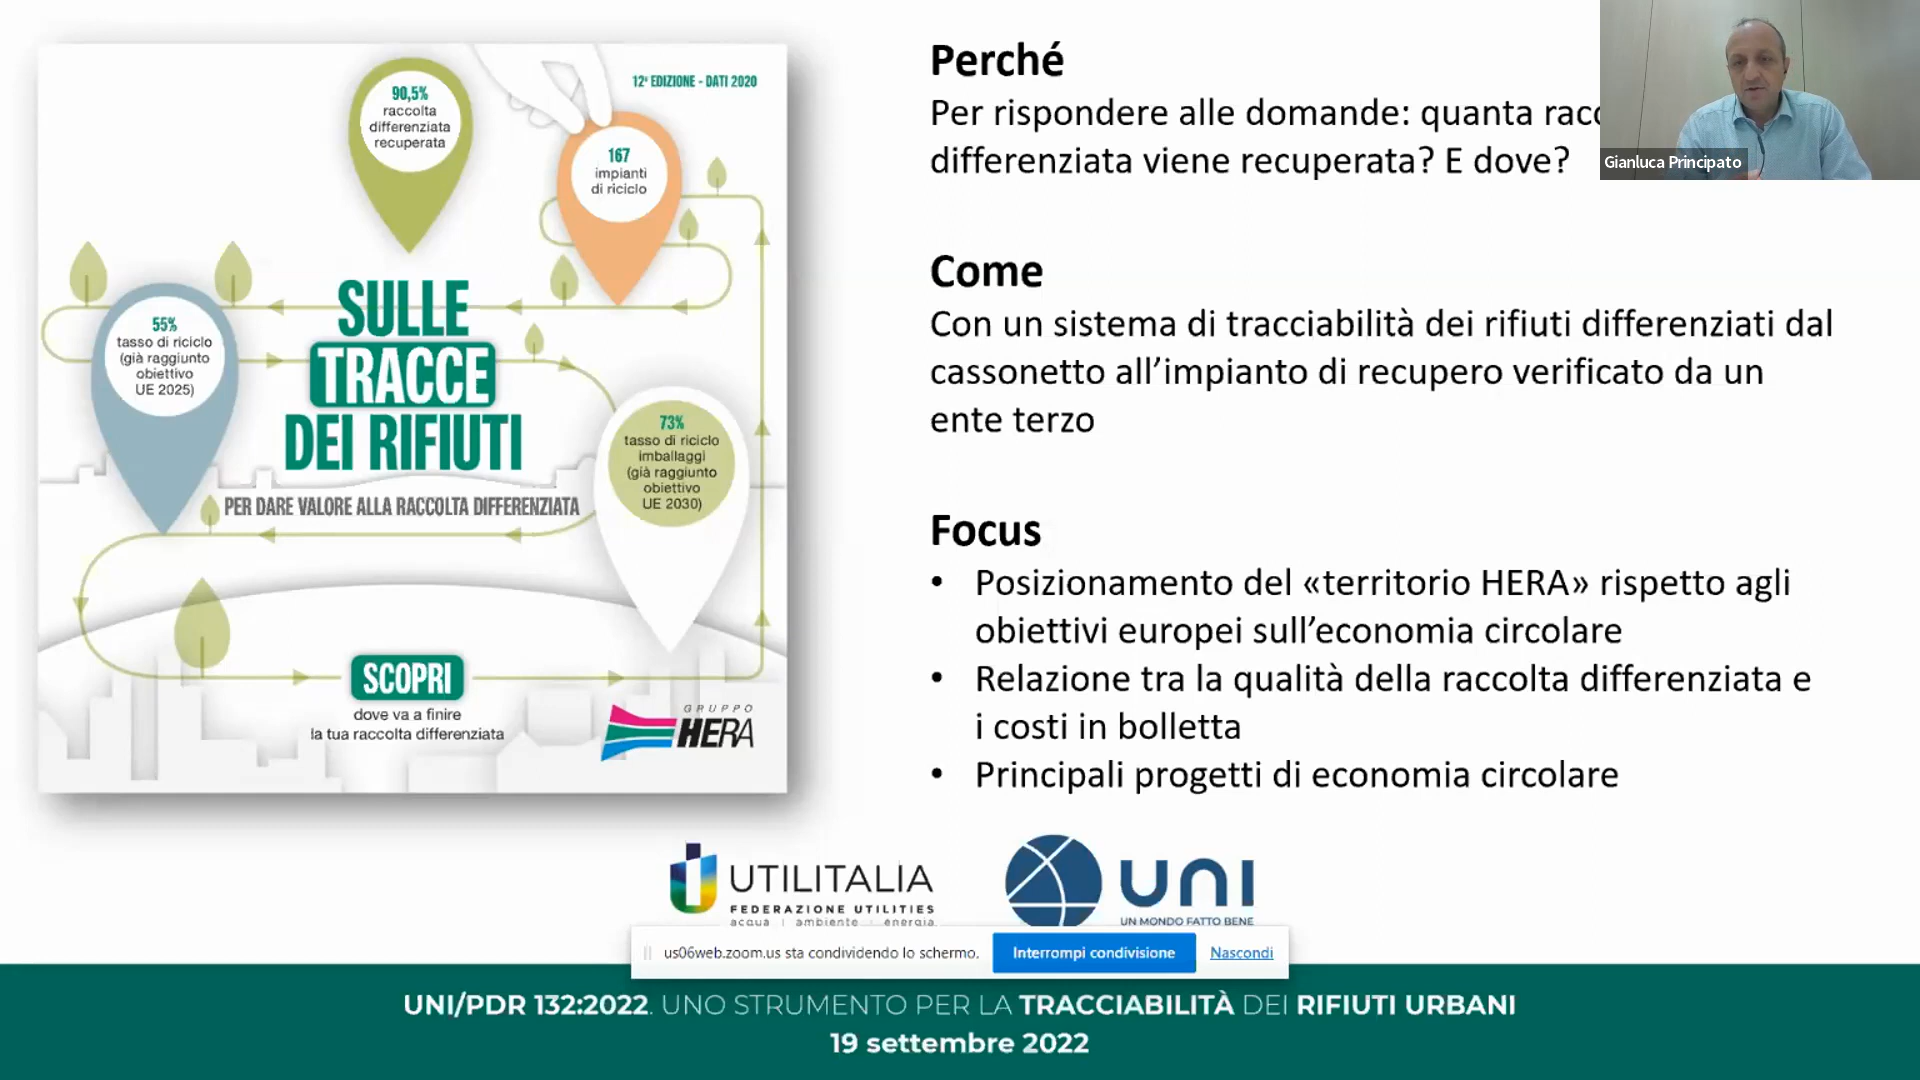 90,5%
raccolta
differenziata
recuperata
12ª EDIZIONE - DATI 2020
167
impianti
di riciclo
55%
tasso di riciclo
(già raggiunto
obiettivo
UE 2025)
SULLE
TRACCE
DEI RIFIUTI
PER DARE VALORE ALLA RACCOLTA DIFFERENZIATA
73%
tasso di riciclo
imballaggi
(già raggiunto
obiettivo
UE 2030)
SCOPRI
dove va a finire
la tua raccolta differenziata
GRUPPO
HERA
Perché
Per rispondere alle domande: quanta
differenziata viene recuperata? E dove?
Gianluca Principato
Come
Con un sistema di tracciabilità dei rifiuti differenziati dal
cassonetto all’impianto di recupero verificato da un
ente terzo
Focus
• Posizionamento del «territorio HERA» rispetto agli
obiettivi europei sull’economia circolare
• Relazione tra la qualità della raccolta differenziata e
i costi in bolletta
• Principali progetti di economia circolare
UTILITALIA
FEDERAZIONE UTILITIES
acqua | ambiente | energia
UNI
UN MONDO FATTO BENE
us06web.zoom.us sta condividendo lo schermo.
Interrompi condivisione
Nascondi
UNI/PDR 132:2022. UNO STRUMENTO PER LA TRACCIABILITÀ DEI RIFIUTI URBANI
19 settembre 2022